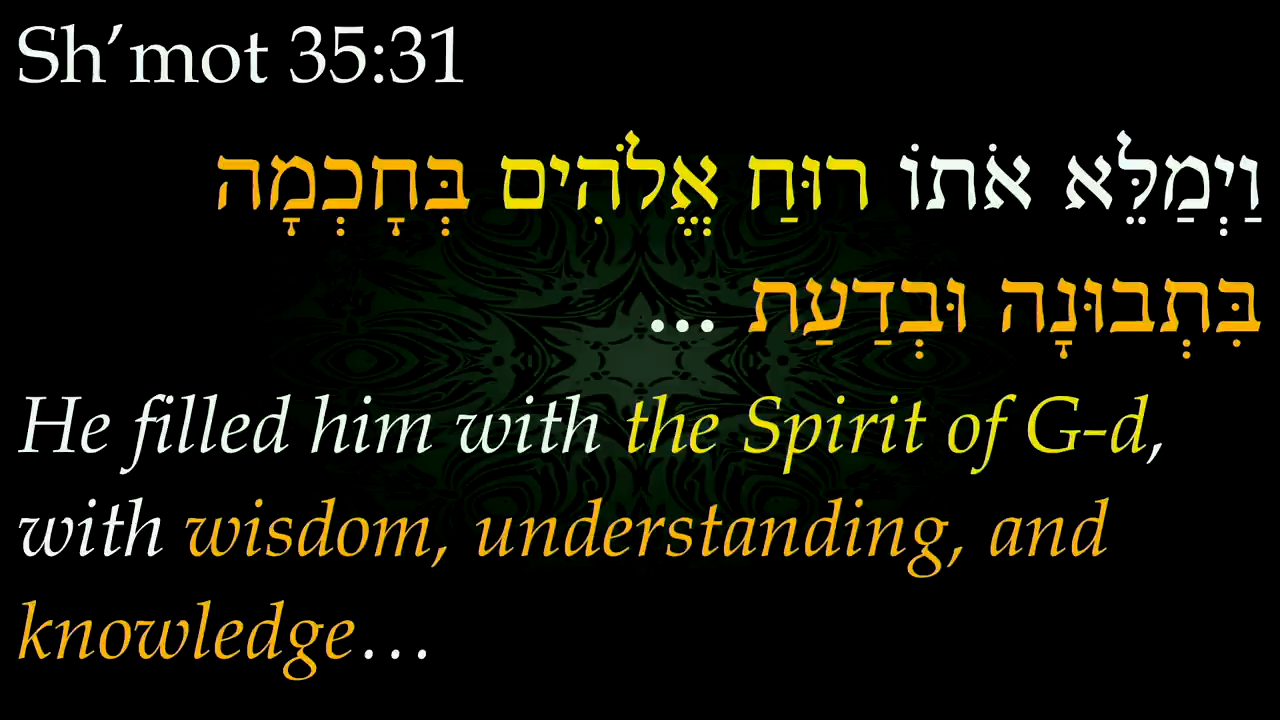 Sh’mot 35:31
וַיְמַלֵּא אֹתוֹ רוּחַ אֱלֹהִים בְּחָכְמָה
בִּתְבוּנָה וּבְדַעַת ...
He filled him with the Spirit of G-d,
with wisdom, understanding, and
knowledge…